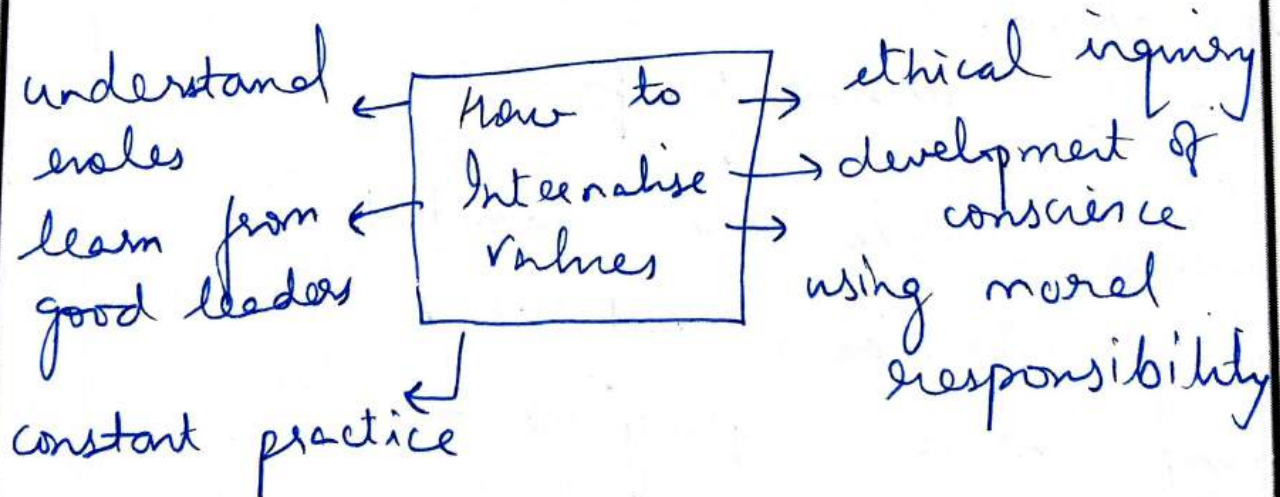 understand
roles
learn from
good leaders
constant practice
How to
Internalise
values
ethical inquiry
development of
conscience
using moral
responsibility